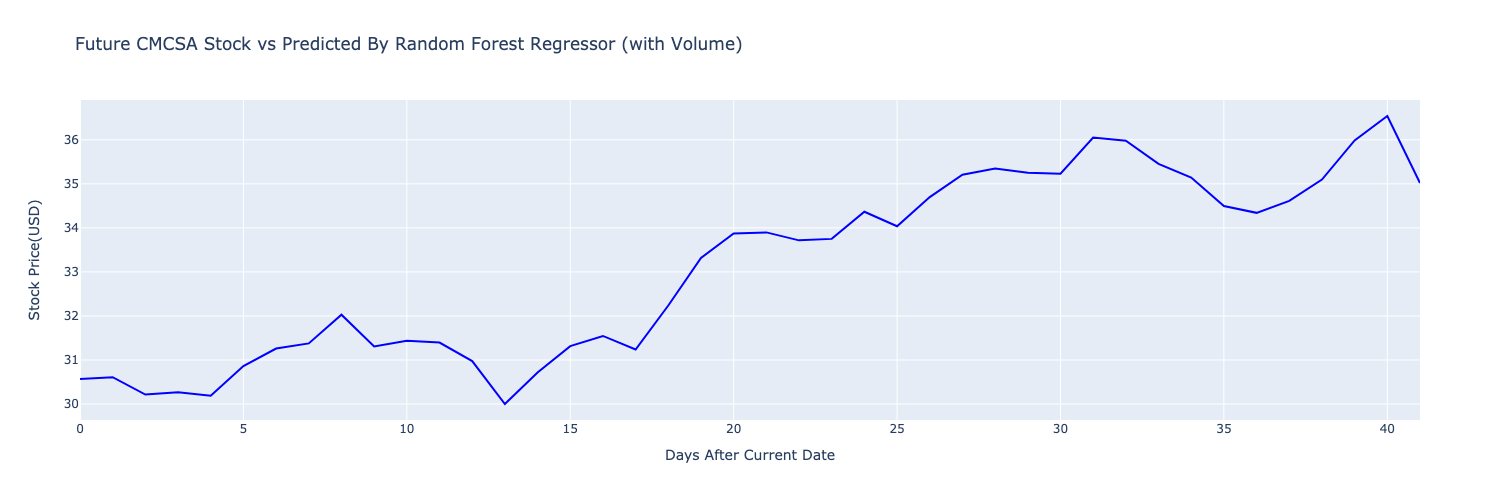 Future CMCSA Stock vs Predicted By Random Forest Regressor (with Volume)
Stock Price(USD)
36
35
34
33
32
31
30
0 5 10 15 20 25 30 35 40
Days After Current Date